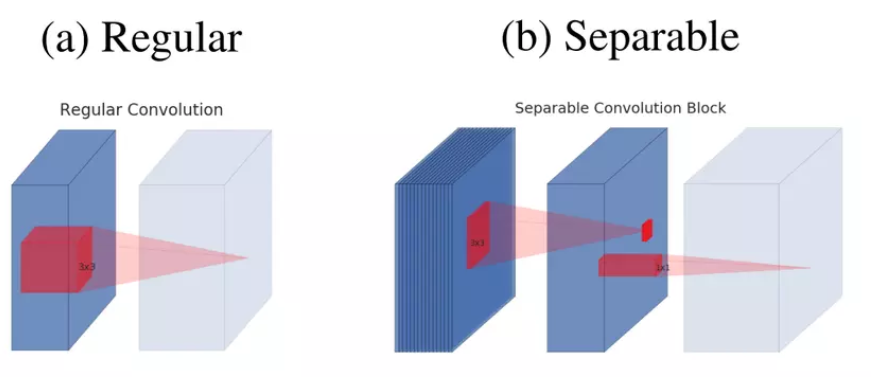 (a) Regular
(b) Separable
Regular Convolution
Separable Convolution Block
3x3
3x3
1x1